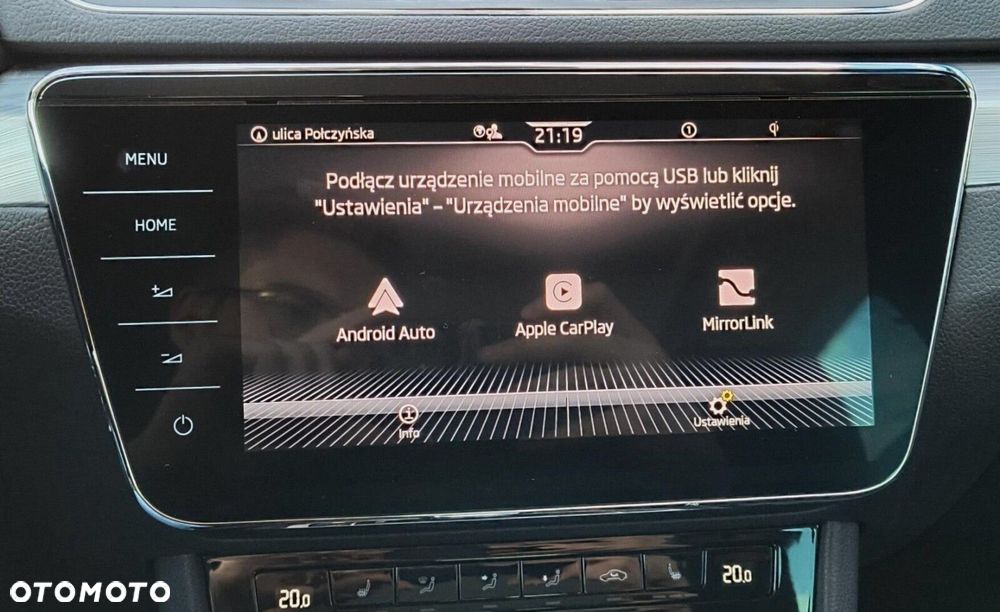 ulica Połczyńska
21:19
1
MENU
HOME
Podłącz urządzenie mobilne za pomocą USB lub kliknij
"Ustawienia" – "Urządzenia mobilne" by wyświetlić opcje.
Android Auto
Apple CarPlay
MirrorLink
Info
Ustawienia
20.0
20.0
OTOMOTO